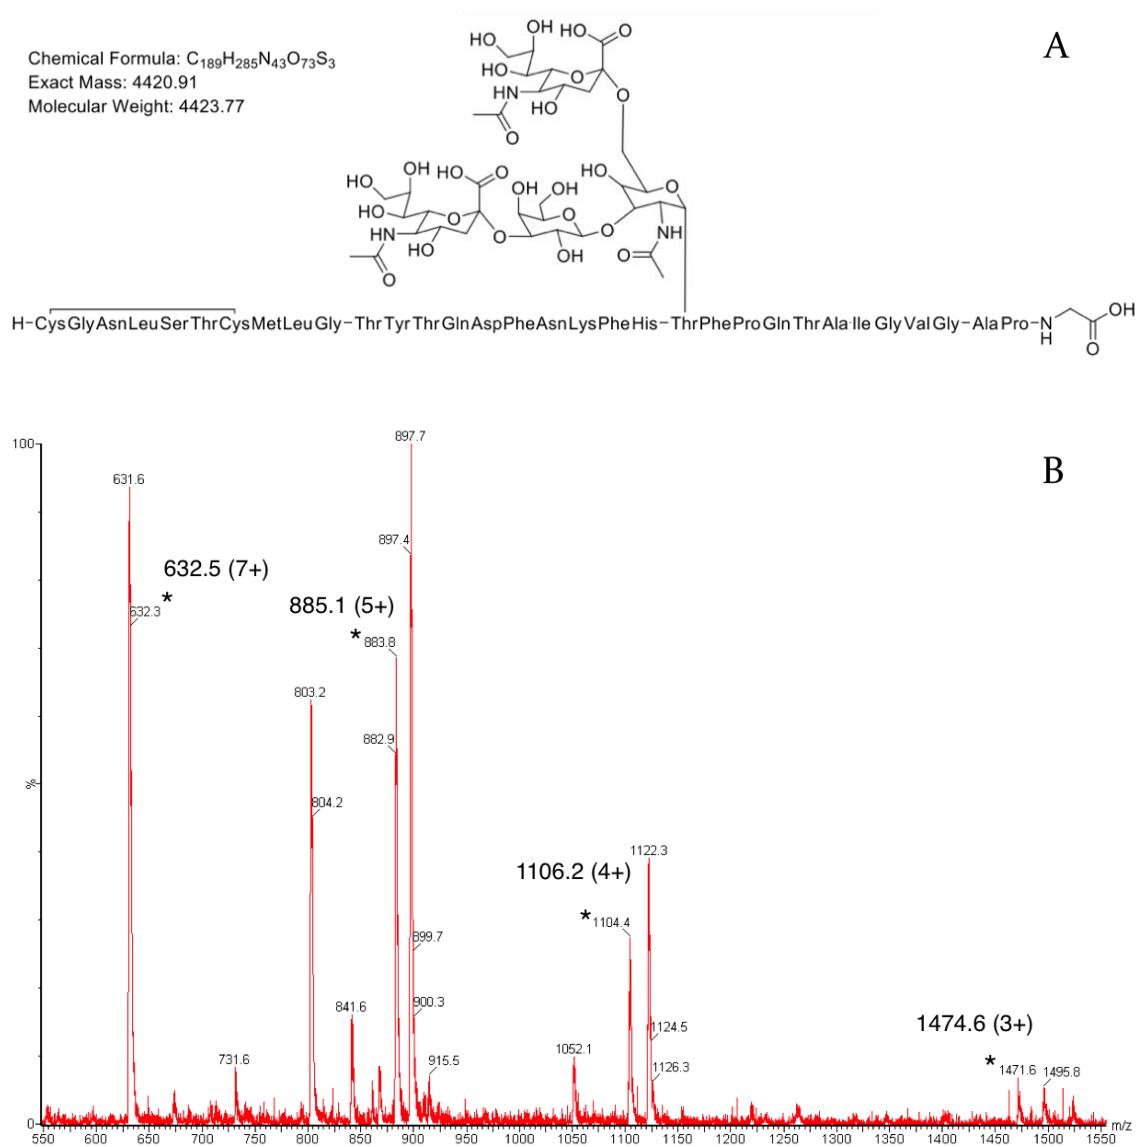 A
Chemical Formula: C₁₈₉H₂₈₅N₄₃O₇₃S₃
Exact Mass: 4420.91
Molecular Weight: 4423.77
OH
HO
HO
O
HO
O
HN
HO
O
O
OH
HO
HO
O
OH
OH
HO
O
HO
O
HN
HO
O
O
O
OH
O
O
NH
O
O
H-CysGlyAsnLeuSerThrCysMetLeuGly-ThrTyrThrGlnAspPheAsnLysPheHis-ThrPheProGlnThrAlaIleGlyValGly-AlaPro-N
H
OH
O
B
100
%
0
897.7
631.6
897.4
632.5 (7+)
*
632.3
885.1 (5+)
*
883.8
803.2
882.9
804.2
1122.3
1106.2 (4+)
*
1104.4
899.7
841.6
900.3
1124.5
1474.6 (3+)
*
731.6
915.5
1052.1
1126.3
1471.6
1495.8
550 600 650 700 750 800 850 900 950 1000 1050 1100 1150 1200 1250 1300 1350 1400 1450 1500 1550 m/z